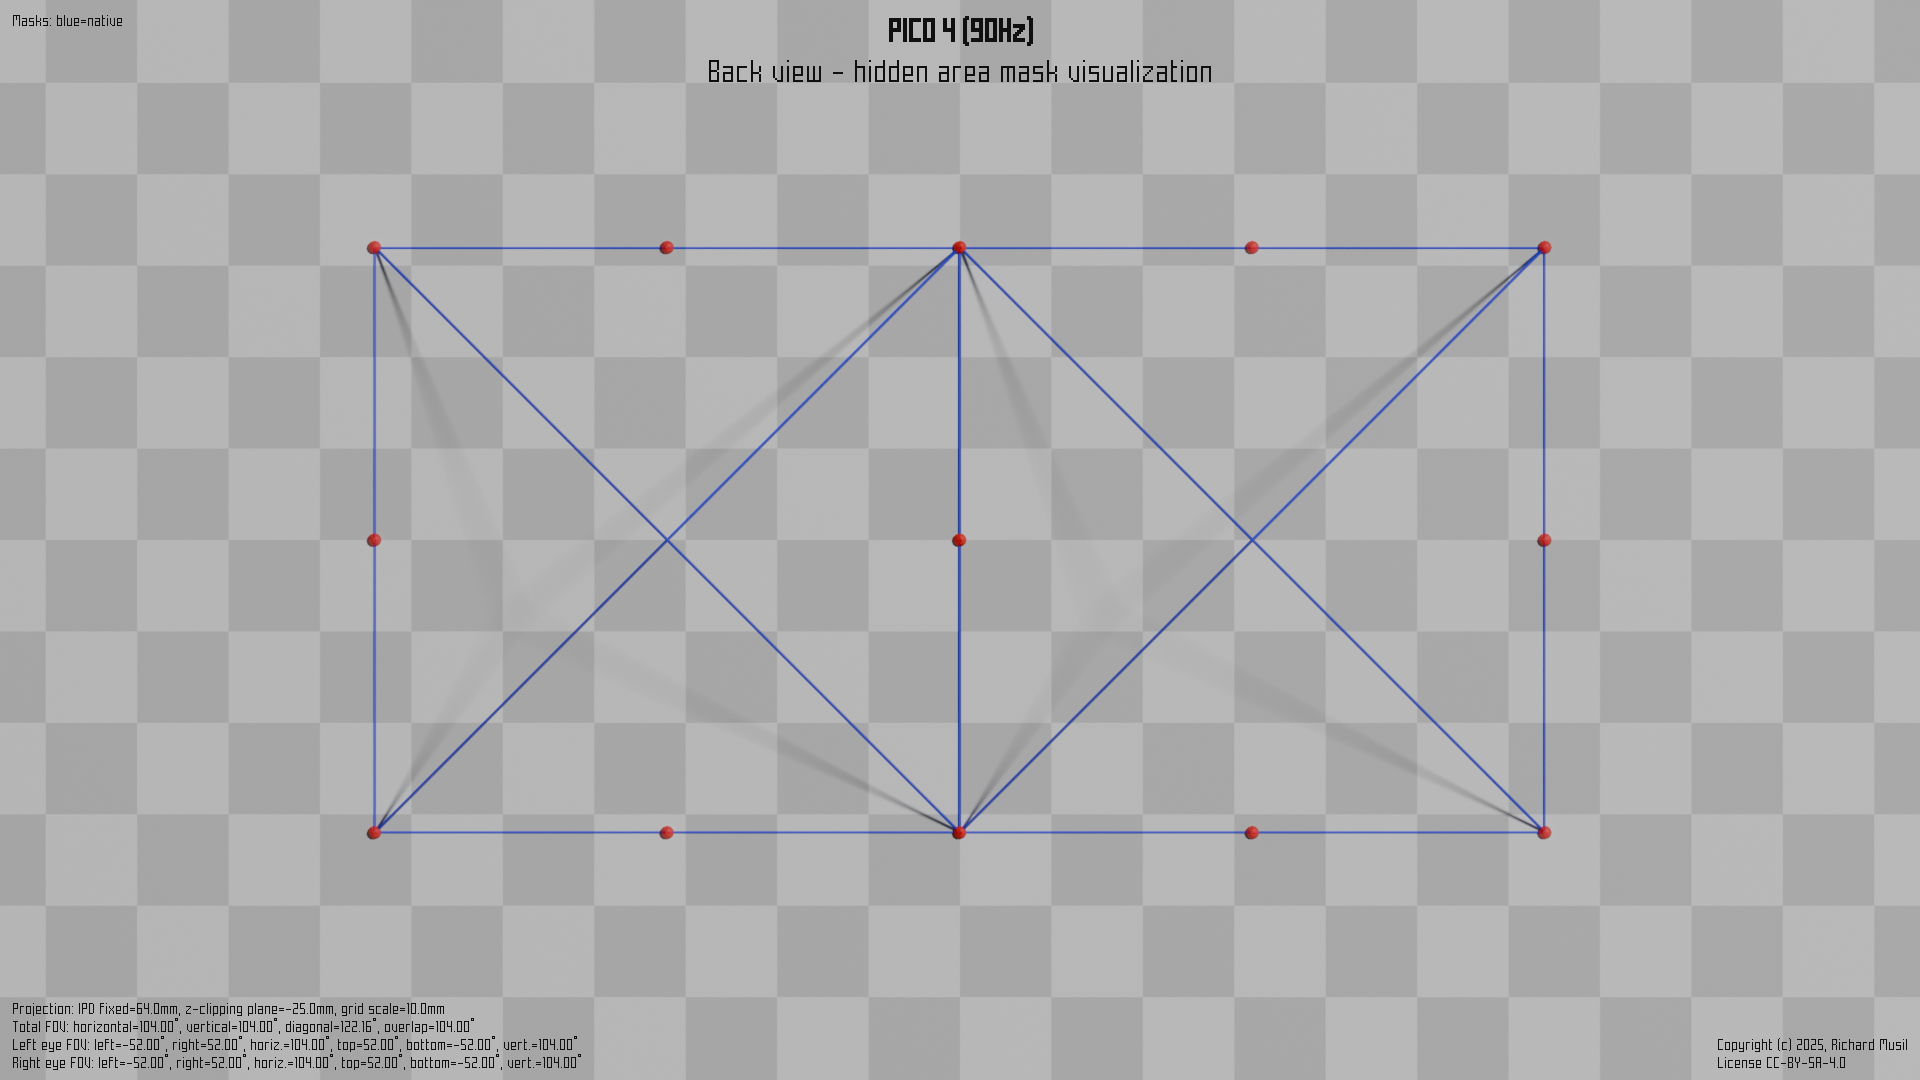 Masks: blue=native
PICO 4 (90Hz)
Back view - hidden area mask visualization
Projection: IPD fixed=64.0mm, z-clipping plane=-25.0mm, grid scale=10.0mm
Total FOV: horizontal=104.00°, vertical=104.00°, diagonal=122.16°, overlap=104.00°
Left eye FOV: left=-52.00°, right=52.00°, horiz.=104.00°, top=52.00°, bottom=-52.00°, vert.=104.00°
Right eye FOV: left=-52.00°, right=52.00°, horiz.=104.00°, top=52.00°, bottom=-52.00°, vert.=104.00°
Copyright (c) 2025, Richard Musil
License CC-BY-SA-4.0